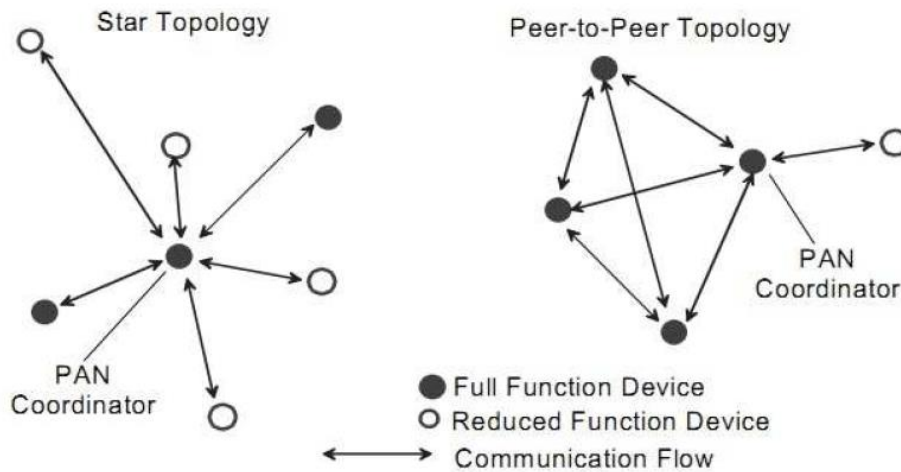 Star Topology
Peer-to-Peer Topology
PAN
Coordinator
PAN
Coordinator
Full Function Device
Reduced Function Device
Communication Flow